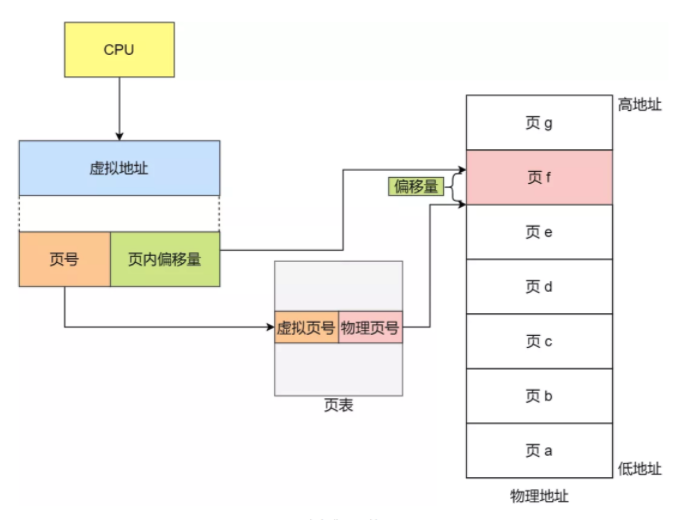 CPU
虚拟地址
页号
页内偏移量
虚拟页号
物理页号
页表
偏移量
高地址
页 g
页 f
页 e
页 d
页 c
页 b
页 a
低地址
物理地址